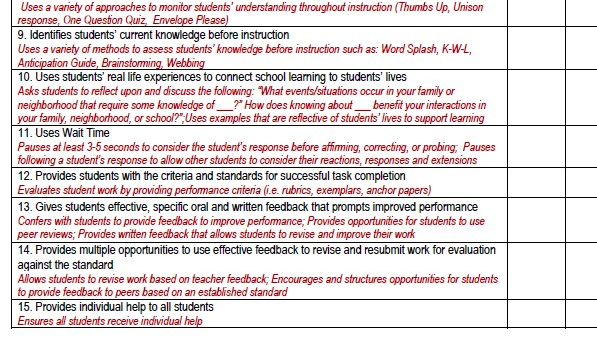 Uses a variety of approaches to monitor students' understanding throughout instruction (Thumbs Up, Unison
response, One Question Quiz,  Envelope Please)
9. Identifies students' current knowledge before instruction
Uses a variety of methods to assess students' knowledge before instruction such as: Word Splash, K-W-L,
Anticipation Guide, Brainstorming, Webbing
10. Uses students' real life experiences to connect school learning to students' lives
Asks students to reflect upon and discuss the following: "What events/situations occur in your family or
neighborhood that require some knowledge of ___?" How does knowing about ___ benefit your interactions in
your family, neighborhood, or school?";Uses examples that are reflective of students' lives to support learning
11. Uses Wait Time
Pauses at least 3-5 seconds to consider the student's response before affirming, correcting, or probing;  Pauses
following a student's response to allow other students to consider their reactions, responses and extensions
12. Provides students with the criteria and standards for successful task completion
Evaluates student work by providing performance criteria (i.e. rubrics, exemplars, anchor papers)
13. Gives students effective, specific oral and written feedback that prompts improved performance
Confers with students to provide feedback to improve performance; Provides opportunities for students to use
peer reviews; Provides written feedback that allows students to revise and improve their work
14. Provides multiple opportunities to use effective feedback to revise and resubmit work for evaluation
against the standard
Allows students to revise work based on teacher feedback; Encourages and structures opportunities for students
to provide feedback to peers based on an established standard
15. Provides individual help to all students
Ensures all students receive individual help